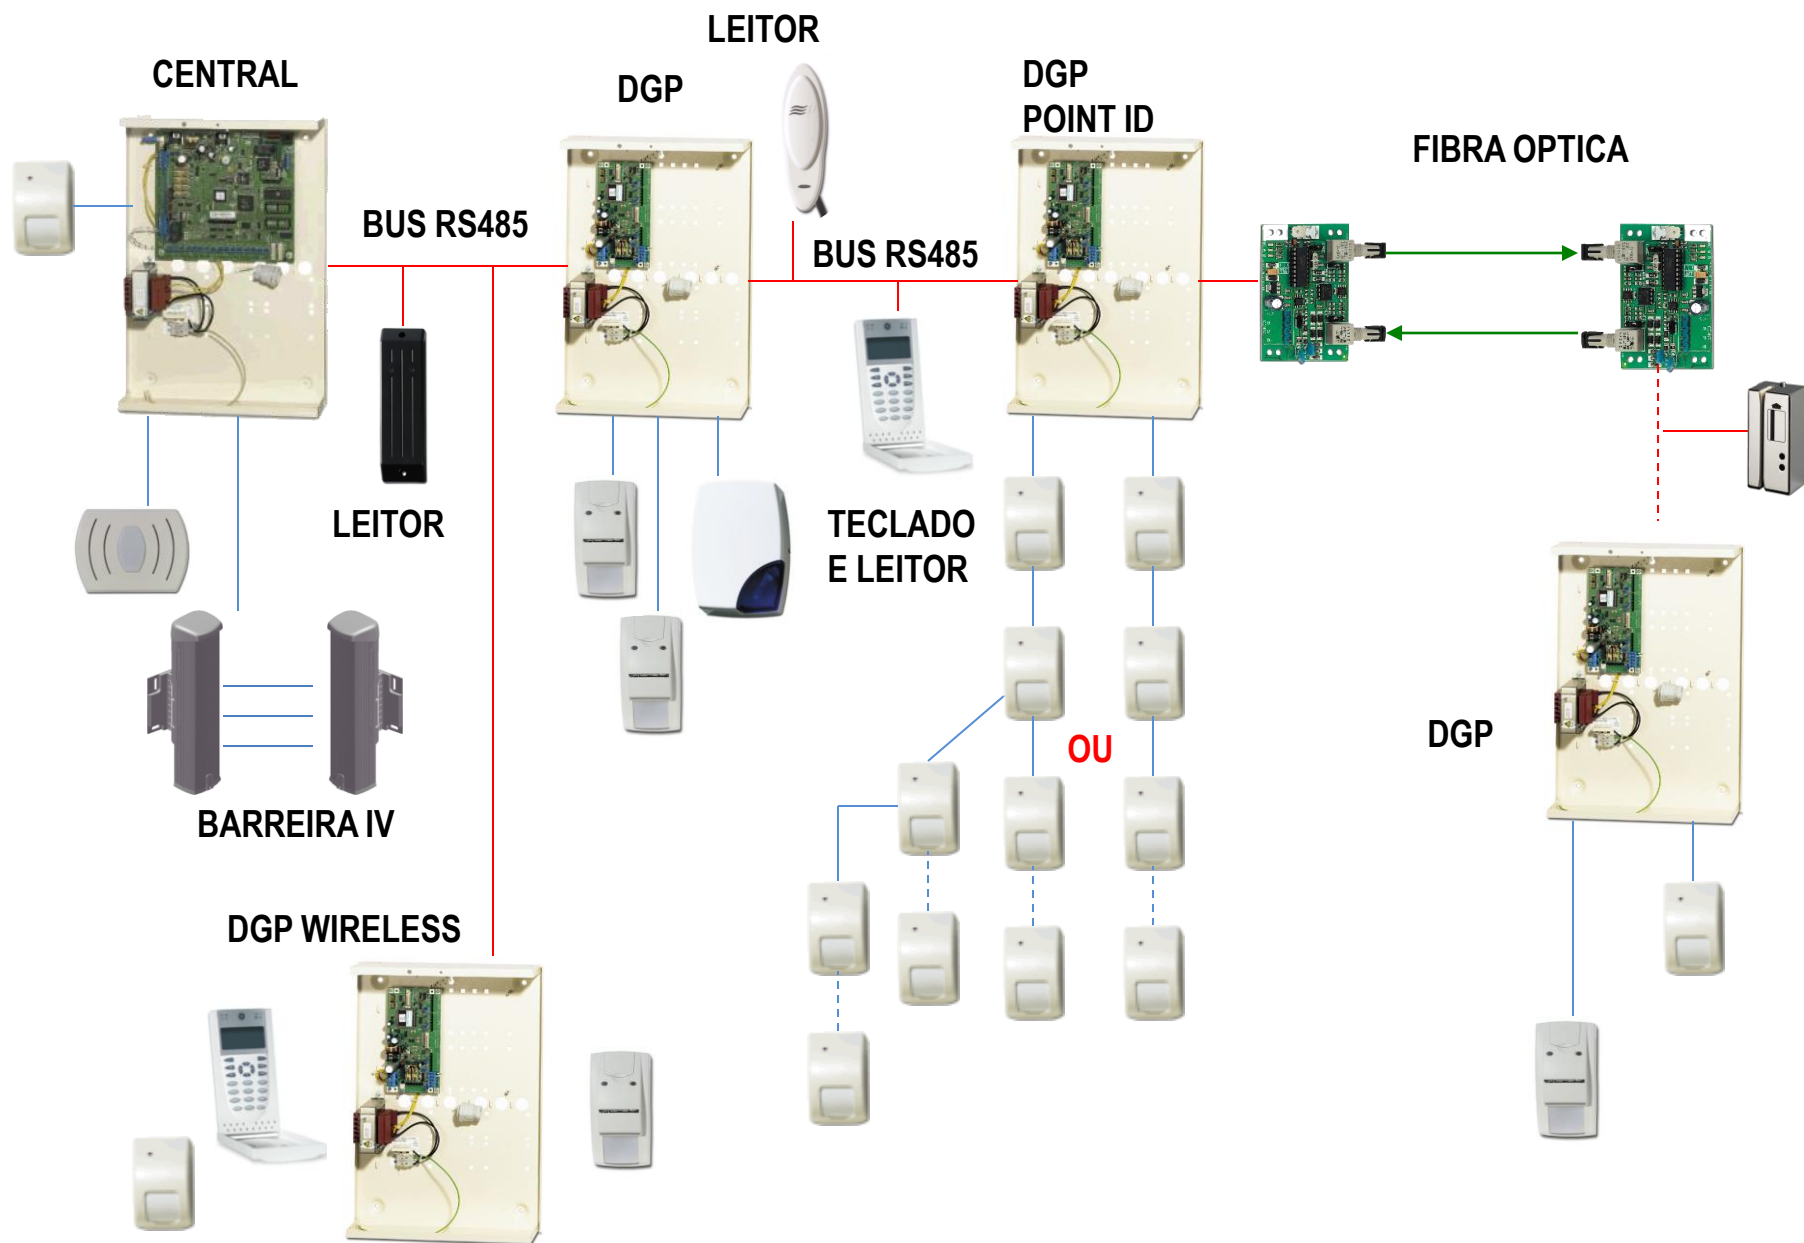 LEITOR
CENTRAL
DGP
DGP
POINT ID
FIBRA OPTICA
BUS RS485
BUS RS485
LEITOR
TECLADO
E LEITOR
OU
DGP
BARREIRA IV
DGP WIRELESS